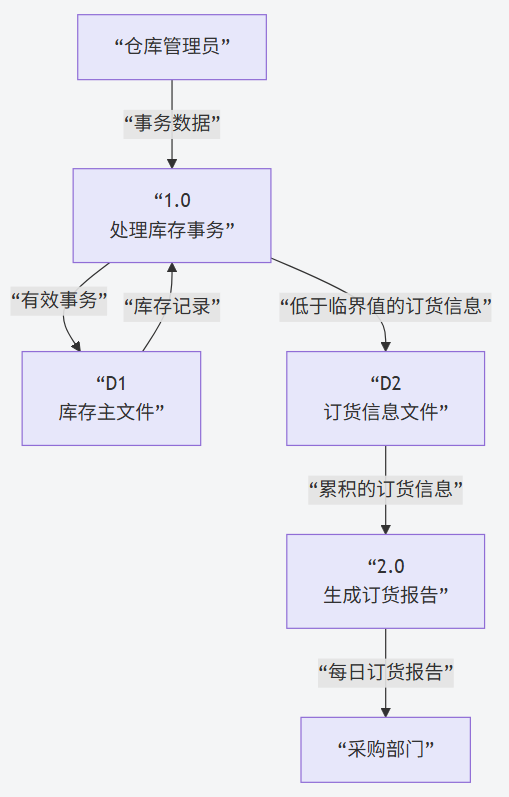 “仓库管理员”
“事务数据”
“1.0
处理库存事务”
“有效事务”
“库存记录”
“低于临界值的订货信息”
“D1
库存主文件”
“D2
订货信息文件”
“累积的订货信息”
“2.0
生成订货报告”
“每日订货报告”
“采购部门”